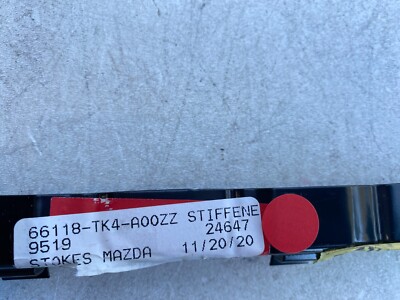 66118-TK4-A00ZZ STIFFENE
9519 24647
STOKES MAZDA 11/20/20